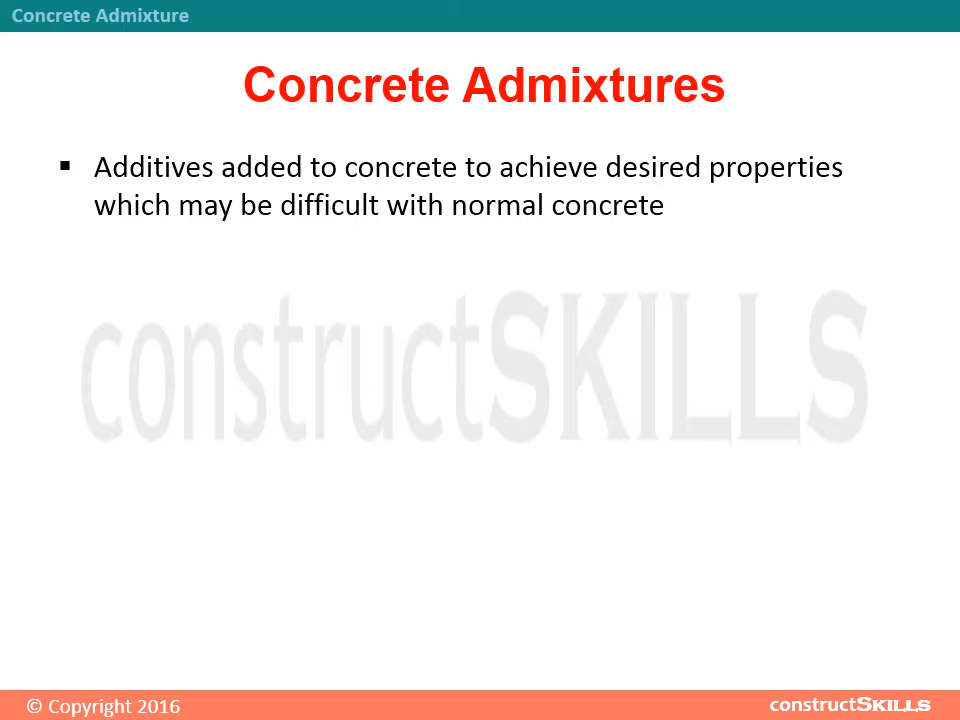 Concrete Admixture
Concrete Admixtures
▪ Additives added to concrete to achieve desired properties
which may be difficult with normal concrete
constructSKILLS
© Copyright 2016
constructSKILLS